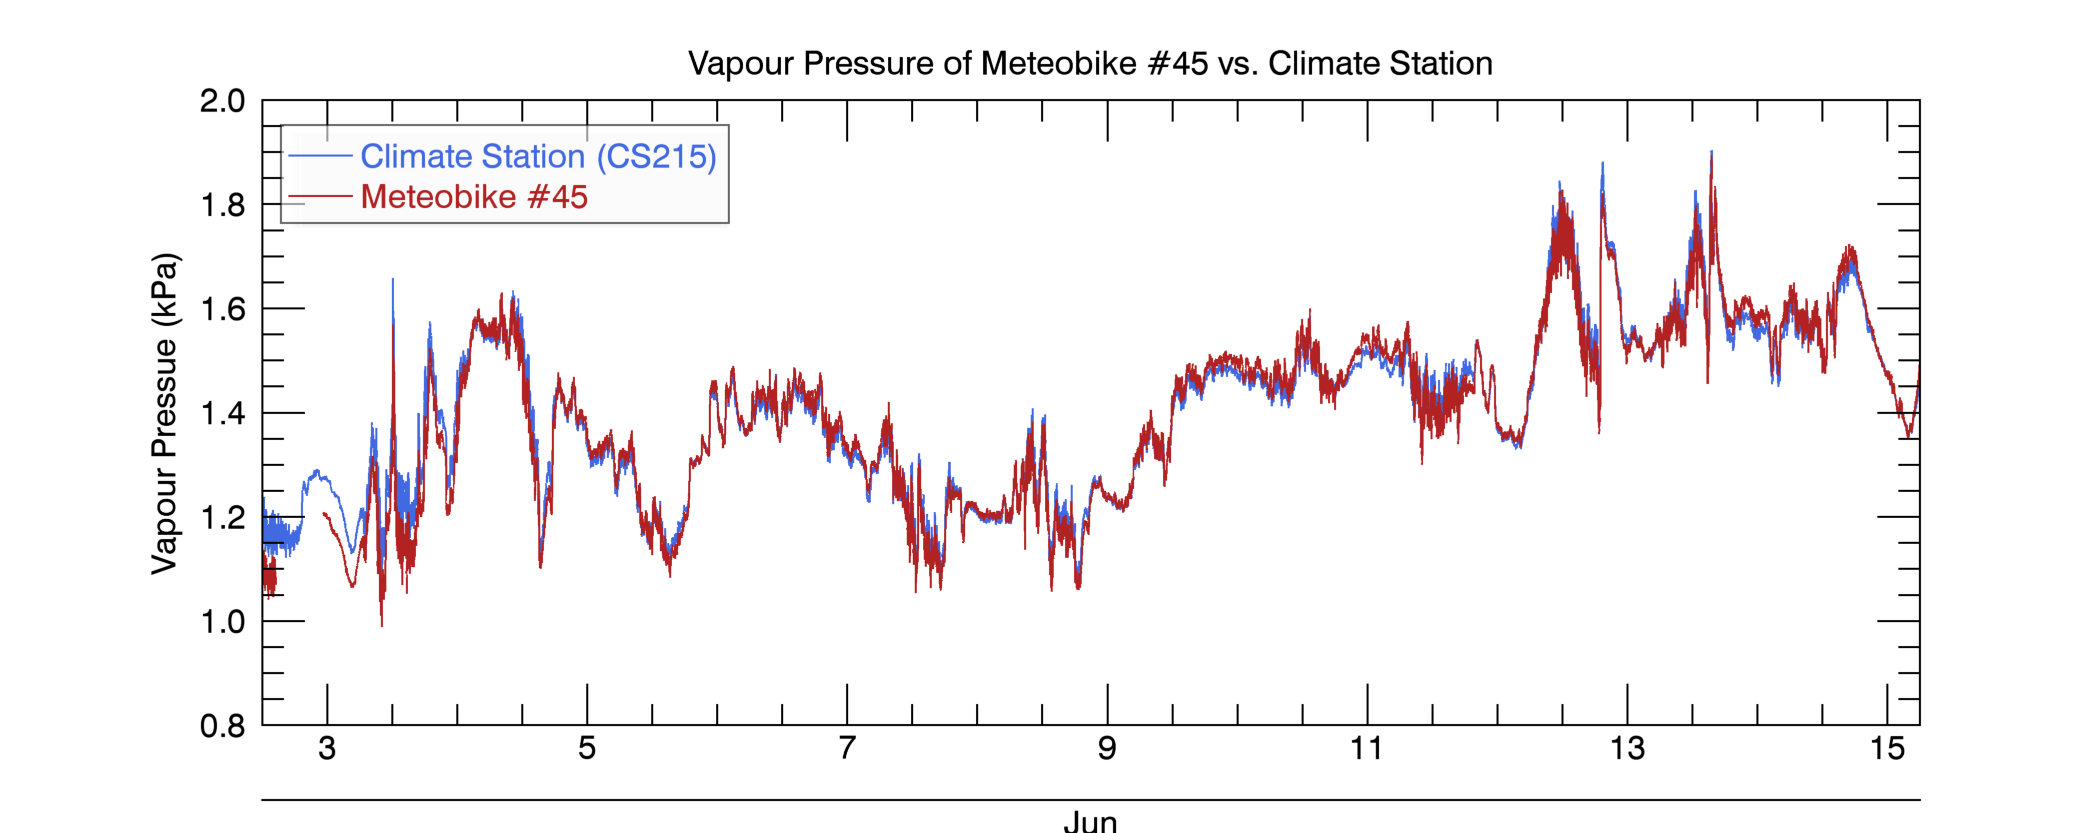 Vapour Pressure of Meteobike #45 vs. Climate Station
Vapour Pressue (kPa)
2.0
1.8
1.6
1.4
1.2
1.0
0.8
Climate Station (CS215)
Meteobike #45
3 5 7 9 11 13 15
Jun